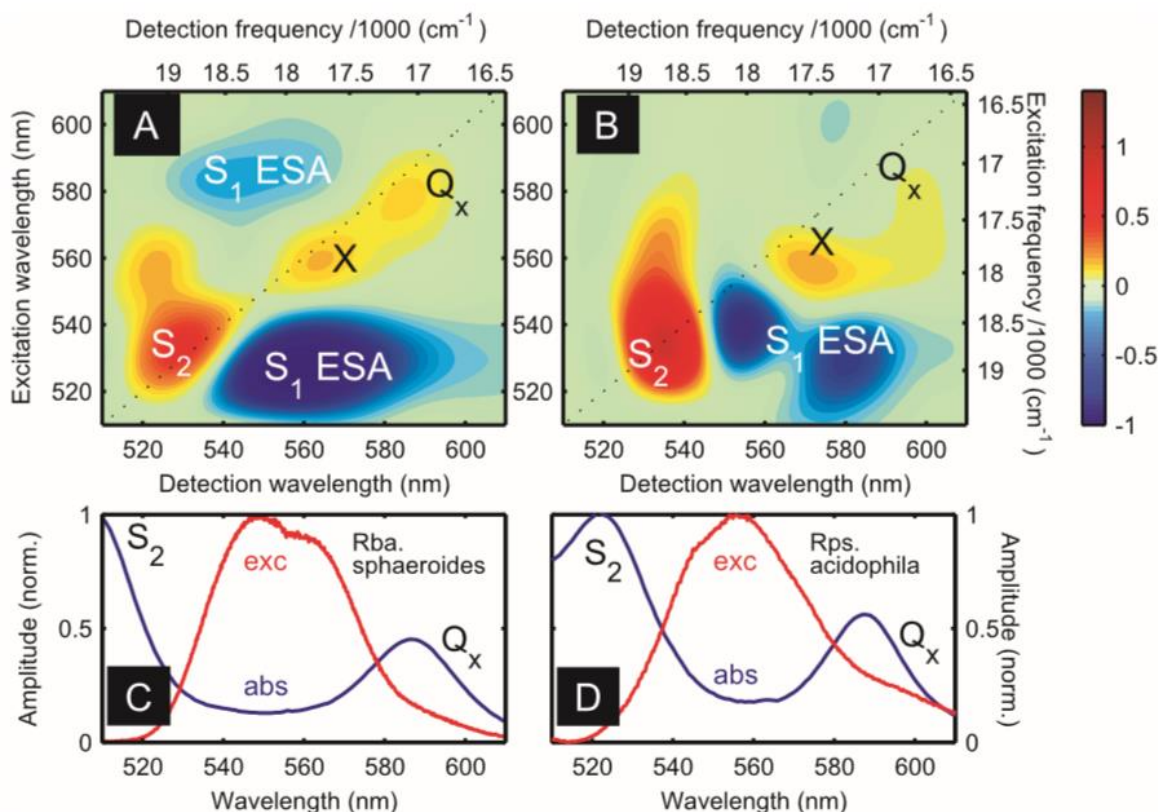 Detection frequency /1000 (cm⁻¹)
Detection frequency /1000 (cm⁻¹)
19 18.5 18 17.5 17 16.5
19 18.5 18 17.5 17 16.5
Excitation wavelength (nm)
600
580
560
540
520
A
S₁ ESA
Qₓ
X
S₂
S₁ ESA
520 540 560 580 600
Detection wavelength (nm)
B
Qₓ
X
S₂
S₁ ESA
520 540 560 580 600
Detection wavelength (nm)
16.5
17
17.5
18
18.5
19
Excitation frequency /1000 (cm⁻¹)
1
0.5
0
-0.5
-1
Amplitude (norm.)
1
0.5
0
S₂
exc
Rba.
sphaeroides
Qₓ
abs
C
520 540 560 580 600
Wavelength (nm)
S₂
exc
Rps.
acidophila
Qₓ
abs
D
520 540 560 580 600
Wavelength (nm)
1
0.5
0
Amplitude (norm.)